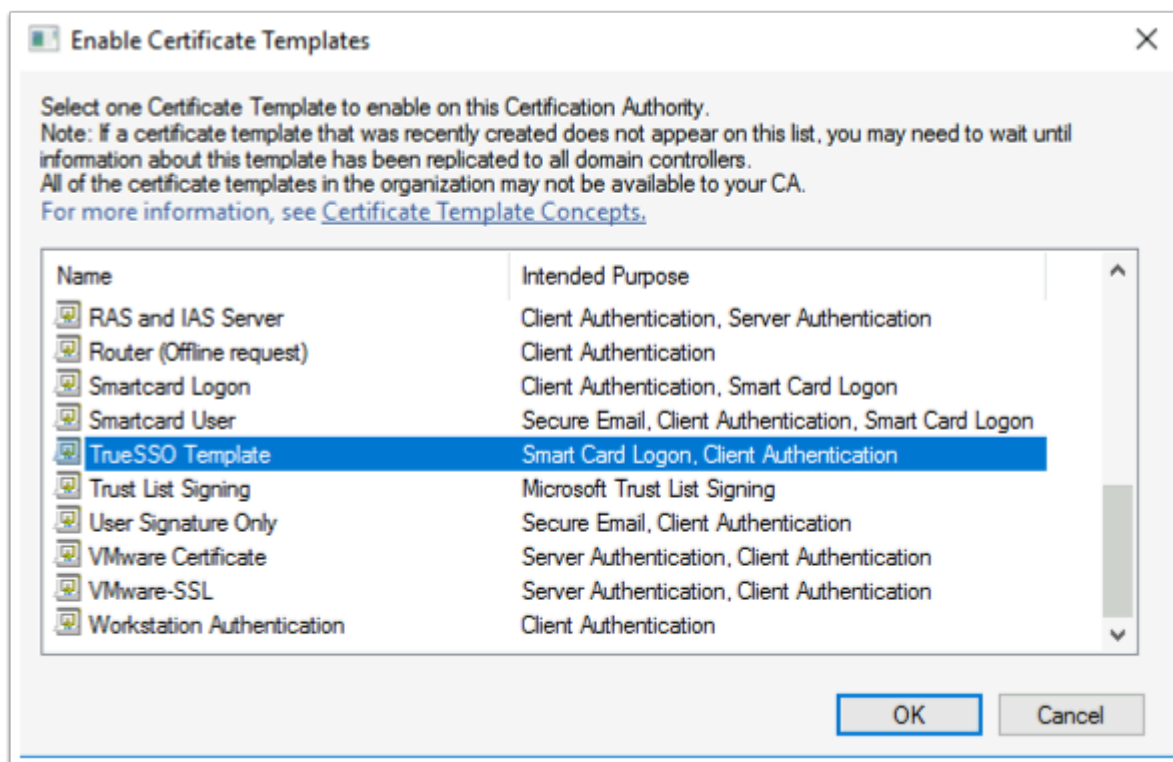 Enable Certificate Templates
Select one Certificate Template to enable on this Certification Authority.
Note: If a certificate template that was recently created does not appear on this list, you may need to wait until
information about this template has been replicated to all domain controllers.
All of the certificate templates in the organization may not be available to your CA.
For more information, see Certificate Template Concepts.
Name Intended Purpose
RAS and IAS Server Client Authentication, Server Authentication
Router (Offline request) Client Authentication
Smartcard Logon Client Authentication, Smart Card Logon
Smartcard User Secure Email, Client Authentication, Smart Card Logon
TrueSSO Template Smart Card Logon, Client Authentication
Trust List Signing Microsoft Trust List Signing
User Signature Only Secure Email, Client Authentication
VMware Certificate Server Authentication, Client Authentication
VMware-SSL Server Authentication, Client Authentication
Workstation Authentication Client Authentication
OK Cancel